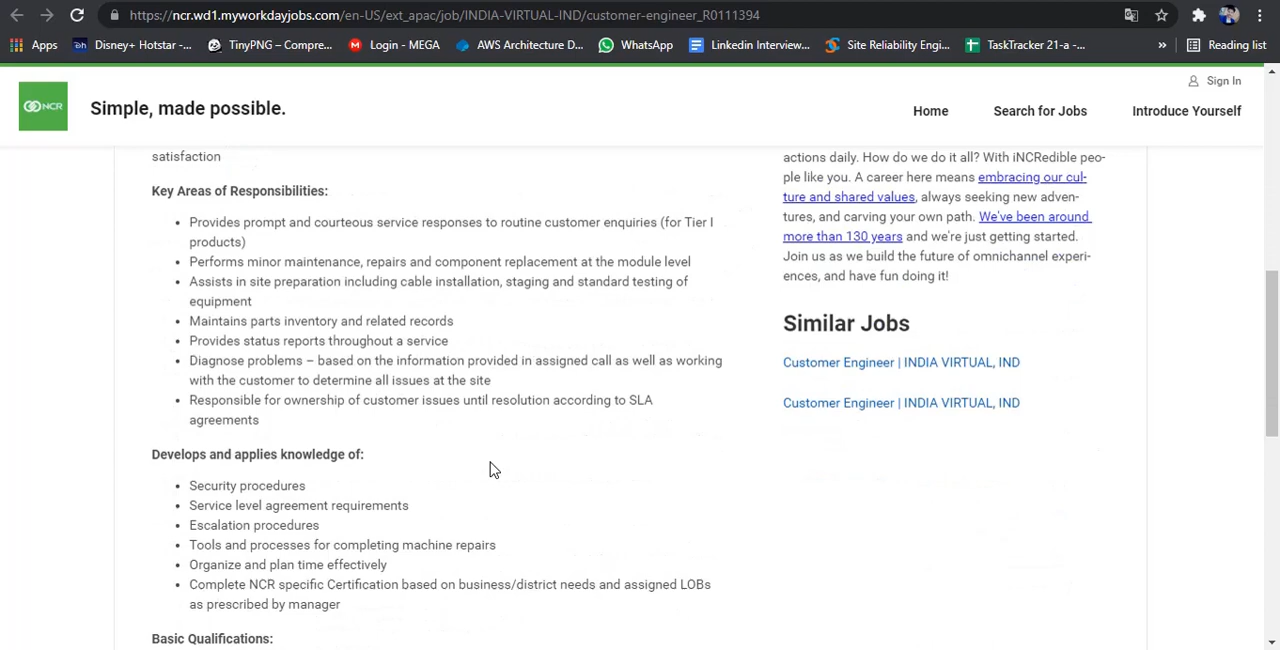 https://ncr.wd1.myworkdayjobs.com/en-US/ext_apac/job/INDIA-VIRTUAL-IND/customer-engineer_R0111394
Apps
Disney+ Hotstar -...
TinyPNG – Compre...
Login - MEGA
AWS Architecture D...
WhatsApp
Linkedin Interview...
Site Reliability Engi...
TaskTracker 21-a -...
»
Reading list
Sign In
NCR
Simple, made possible.
Home
Search for Jobs
Introduce Yourself
satisfaction
Key Areas of Responsibilities:
• Provides prompt and courteous service responses to routine customer enquiries (for Tier I
products)
• Performs minor maintenance, repairs and component replacement at the module level
• Assists in site preparation including cable installation, staging and standard testing of
equipment
• Maintains parts inventory and related records
• Provides status reports throughout a service
• Diagnose problems – based on the information provided in assigned call as well as working
with the customer to determine all issues at the site
• Responsible for ownership of customer issues until resolution according to SLA
agreements
Develops and applies knowledge of:
• Security procedures
• Service level agreement requirements
• Escalation procedures
• Tools and processes for completing machine repairs
• Organize and plan time effectively
• Complete NCR specific Certification based on business/district needs and assigned LOBs
as prescribed by manager
Basic Qualifications:
actions daily. How do we do it all? With iNCRedible peo-
ple like you. A career here means embracing our cul-
ture and shared values, always seeking new adven-
tures, and carving your own path. We've been around
more than 130 years and we're just getting started.
Join us as we build the future of omnichannel experi-
ences, and have fun doing it!
Similar Jobs
Customer Engineer | INDIA VIRTUAL, IND
Customer Engineer | INDIA VIRTUAL, IND